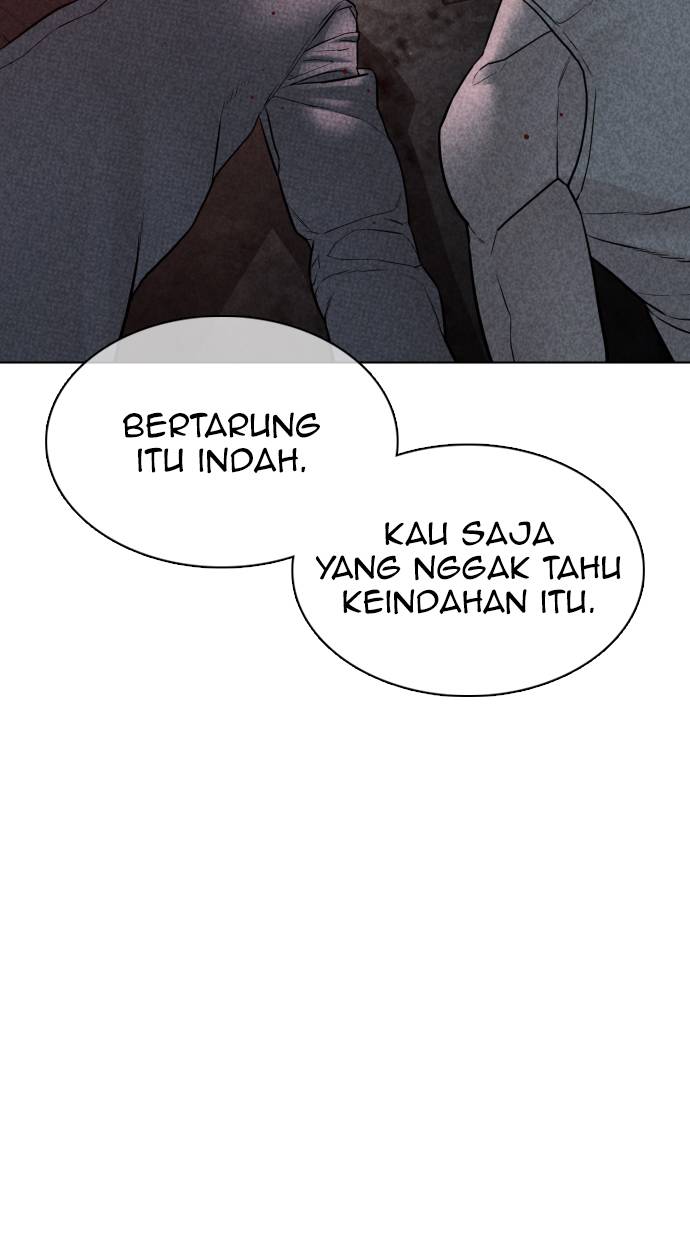 BERTARUNG
ITU INDAH.
KAU SAJA
YANG NGGAK TAHU
KEINDAHAN ITU.